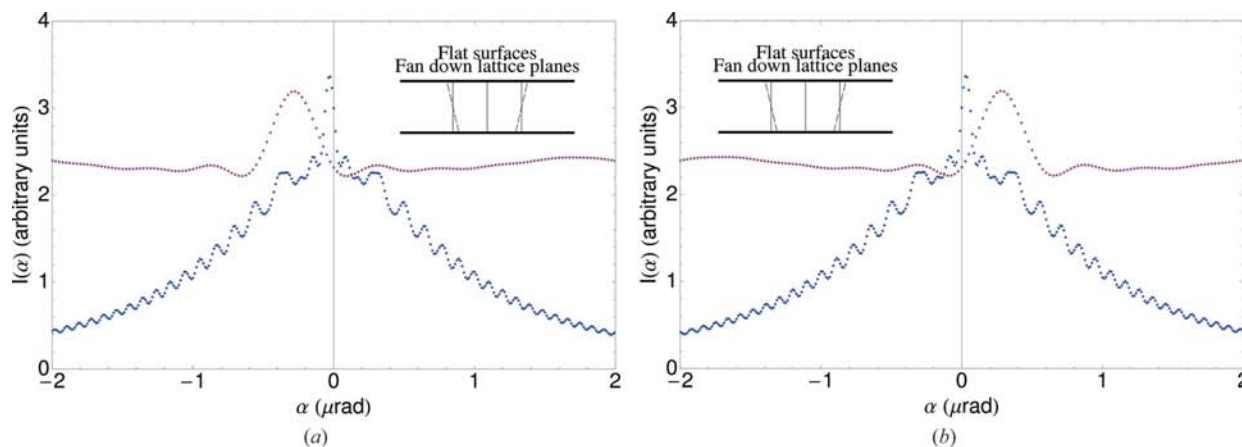 4
3
2
1
0
I(α) (arbitrary units)
Flat surfaces
Fan down lattice planes
−2
−1
0
1
2
α (μrad)
(a)
4
3
2
1
0
I(α) (arbitrary units)
Flat surfaces
Fan down lattice planes
−2
−1
0
1
2
α (μrad)
(b)